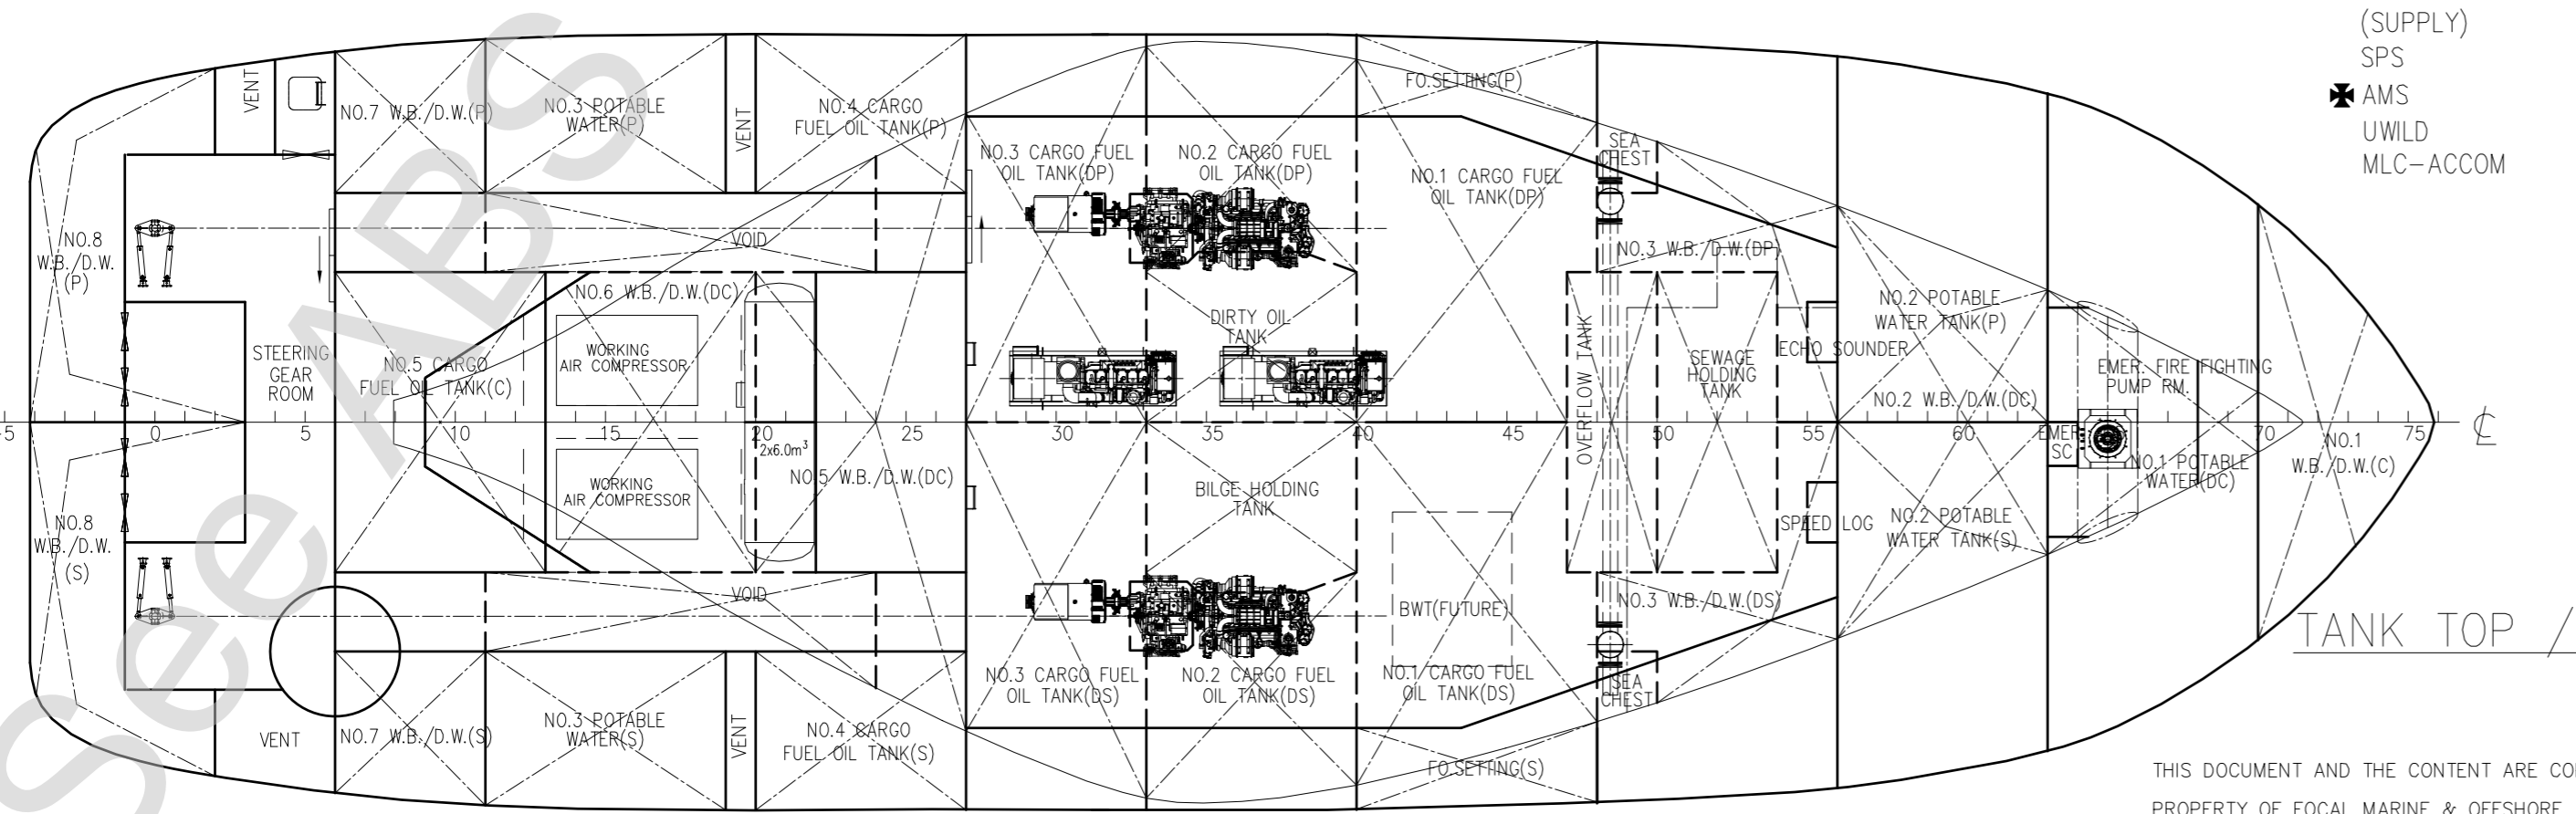 (SUPPLY)
SPS
✠ AMS
UWILD
MLC-ACCOM
VENT
NO.7 W.B./D.W.(P)
NO.3 POTABLE
WATER(P)
VENT
NO.4 CARGO
FUEL OIL TANK(P)
FO.SETTING(P)
SEA
CHEST
NO.3 CARGO FUEL
OIL TANK(DP)
NO.2 CARGO FUEL
OIL TANK(DP)
NO.1 CARGO FUEL
OIL TANK(DP)
NO.8
W.B./D.W.
(P)
VOID
NO.3 W.B./D.W.(DP)
NO.6 W.B./D.W.(DC)
NO.2 POTABLE
WATER TANK(P)
DIRTY OIL
TANK
STEERING
GEAR
ROOM
NO.5 CARGO
FUEL OIL TANK(C)
WORKING
AIR COMPRESSOR
OVERFLOW TANK
SEWAGE
HOLDING
TANK
ECHO SOUNDER
EMER. FIRE FIGHTING
PUMP RM.
NO.2 W.B./D.W.(DC)
-5 0 5 10 15 20 25 30 35 40 45 50 55 60 70 75 ℄
2x6.0m³
EMER
SC
NO.1
W.B./D.W.(C)
NO.1 POTABLE
WATER(DC)
NO.5 W.B./D.W.(DC)
WORKING
AIR COMPRESSOR
BILGE HOLDING
TANK
NO.8
W.B./D.W.
(S)
SPEED LOG
NO.2 POTABLE
WATER TANK(S)
VOID
BWT(FUTURE)
NO.3 W.B./D.W.(DS)
TANK TOP /
NO.3 CARGO FUEL
OIL TANK(DS)
NO.2 CARGO FUEL
OIL TANK(DS)
NO.1 CARGO FUEL
OIL TANK(DS)
SEA
CHEST
VENT
NO.7 W.B./D.W.(S)
NO.3 POTABLE
WATER(S)
VENT
NO.4 CARGO
FUEL OIL TANK(S)
FO.SETTING(S)
See ABS
THIS DOCUMENT AND THE CONTENT ARE
PROPERTY OF FOCAL MARINE & OFFSHORE